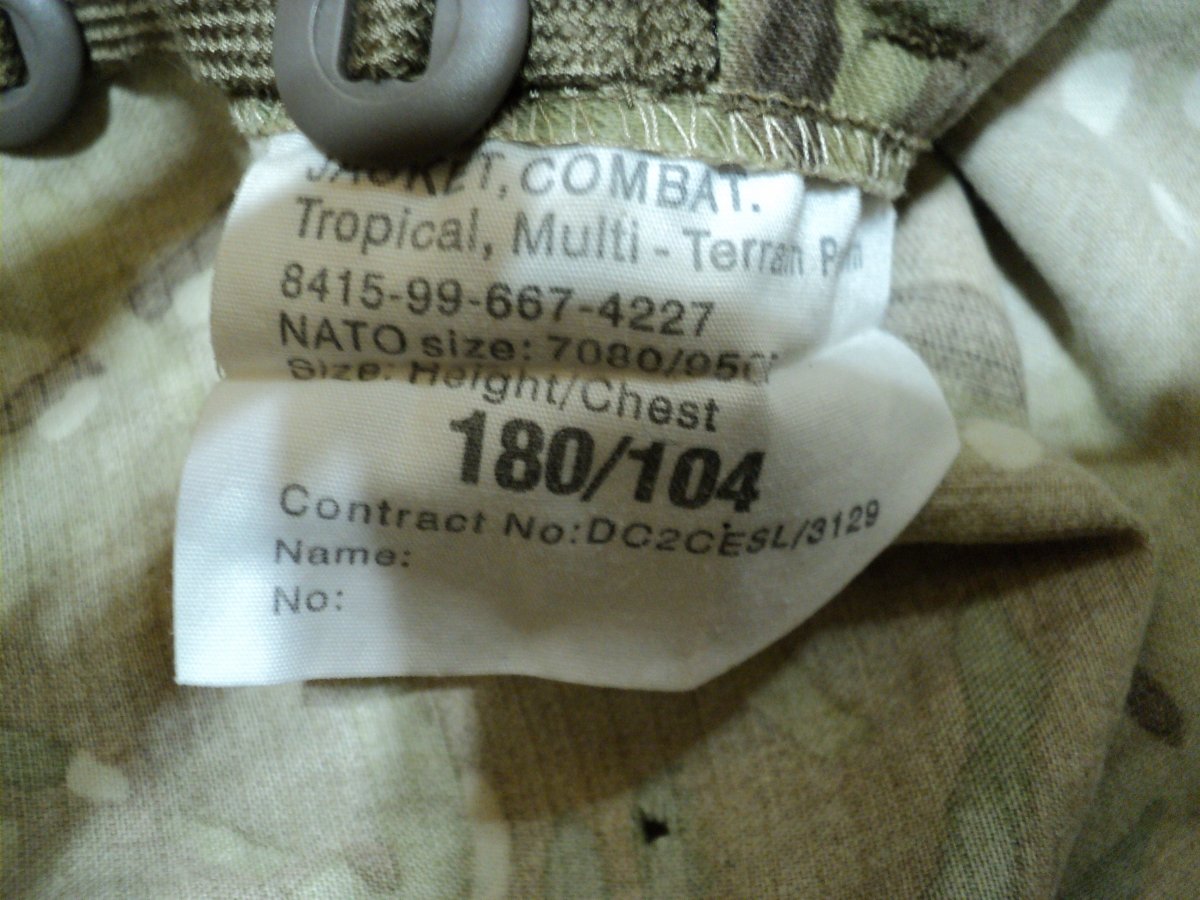 JACKET, COMBAT.
Tropical, Multi - Terrain
8415-99-667-4227
NATO size: 7080/950
Size: Height/Chest
180/104
Contract No:DC2CESL/3129
Name:
No: